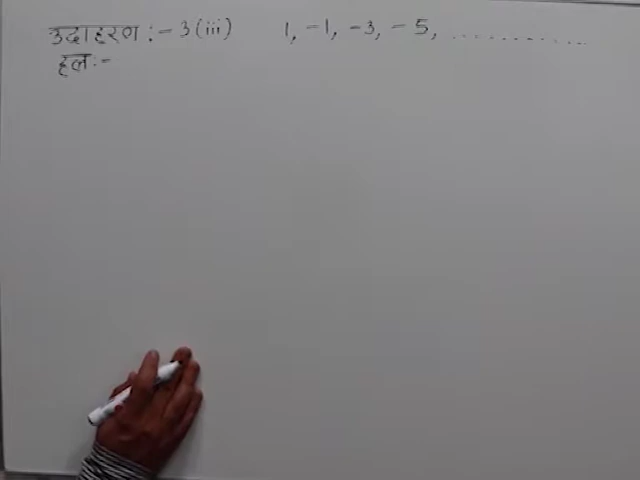 उदाहरण :- 3(iii) 1, -1, -3, -5, .............
हल :-